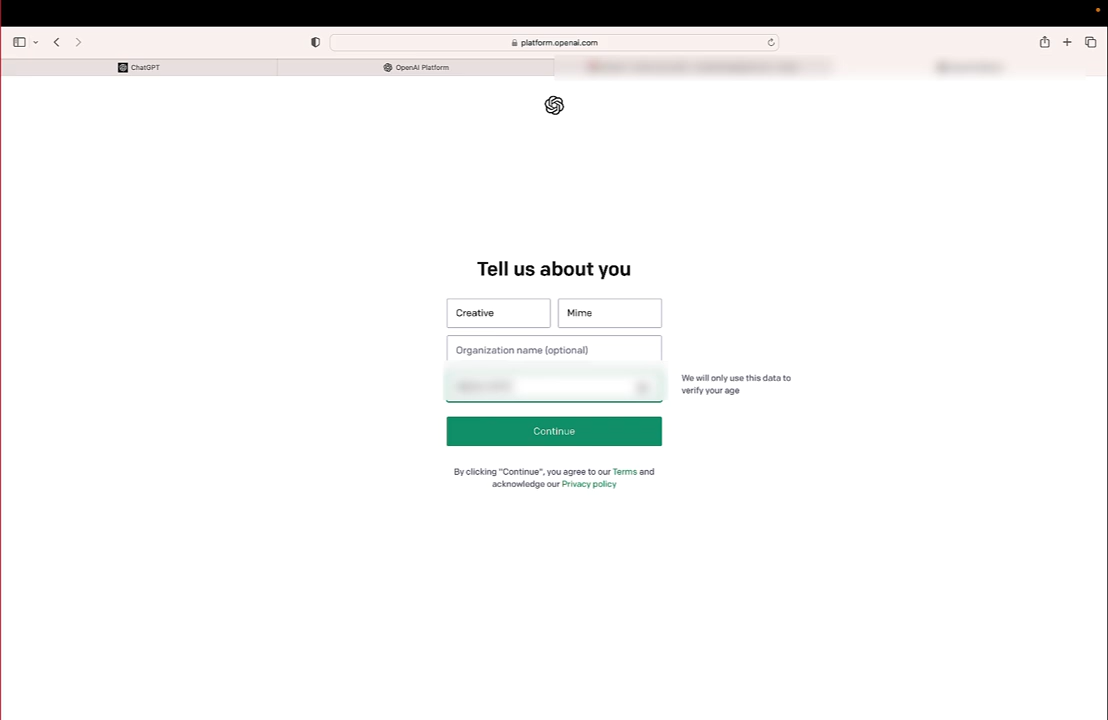 platform.openai.com
ChatGPT
OpenAI Platform
Tell us about you
Creative
Mime
Organization name (optional)
We will only use this data to
verify your age
Continue
By clicking "Continue", you agree to our Terms and
acknowledge our Privacy policy